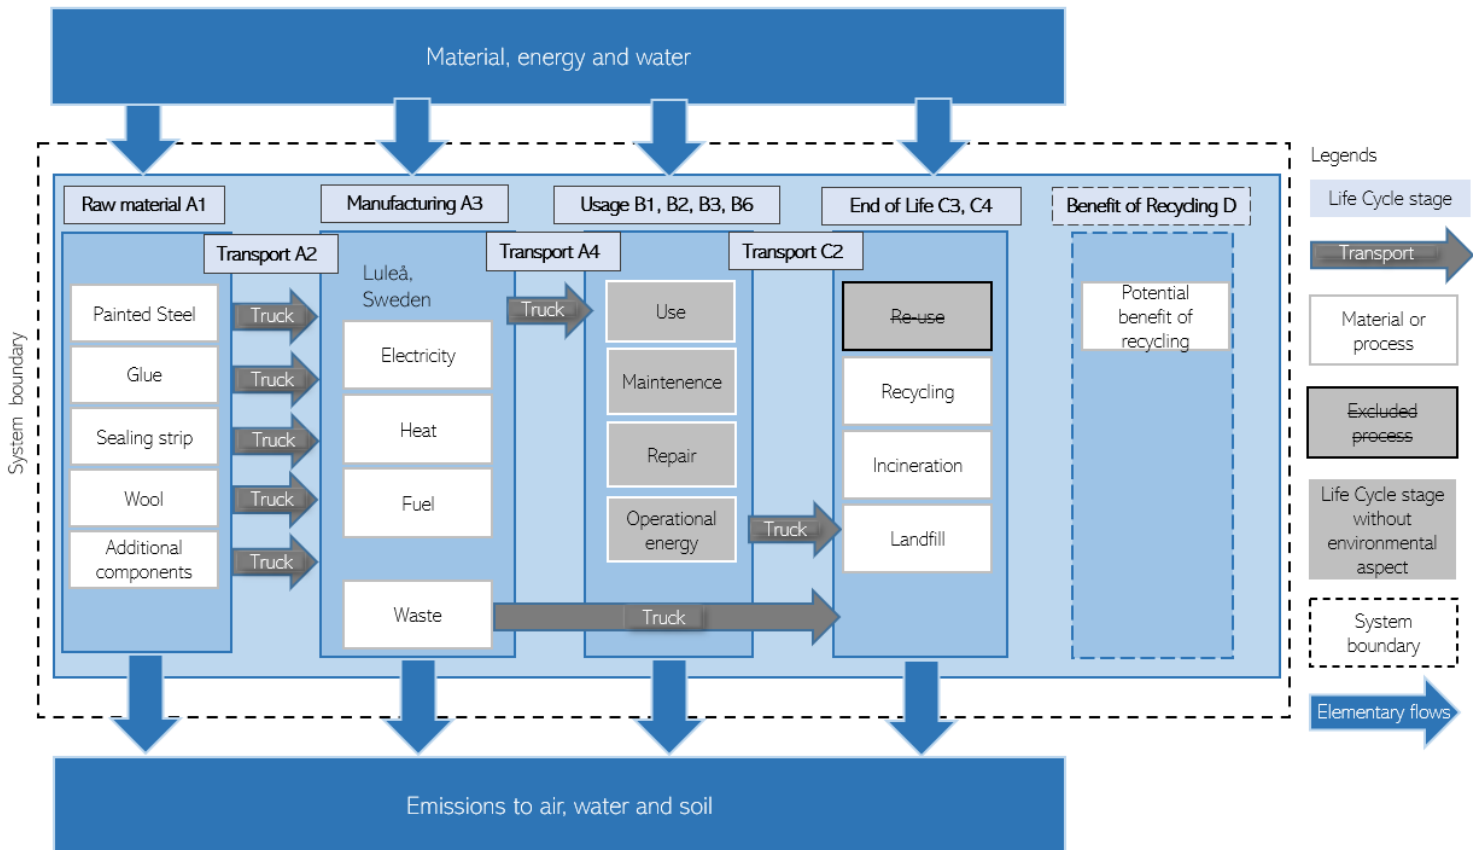 Material, energy and water
System boundary
Raw material A1
Manufacturing A3
Usage B1, B2, B3, B6
End of Life C3, C4
Benefit of Recycling D
Transport A2
Transport A4
Transport C2
Painted Steel
Glue
Sealing strip
Wool
Additional
components
Truck
Truck
Truck
Truck
Truck
Luleå,
Sweden
Electricity
Heat
Fuel
Waste
Truck
Truck
Use
Maintenence
Repair
Operational
energy
Truck
Re-use
Recycling
Incineration
Landfill
Potential
benefit of
recycling
Emissions to air, water and soil
Legends
Life Cycle stage
Transport
Material or
process
Excluded
process
Life Cycle stage
without
environmental
aspect
System
boundary
Elementary flows